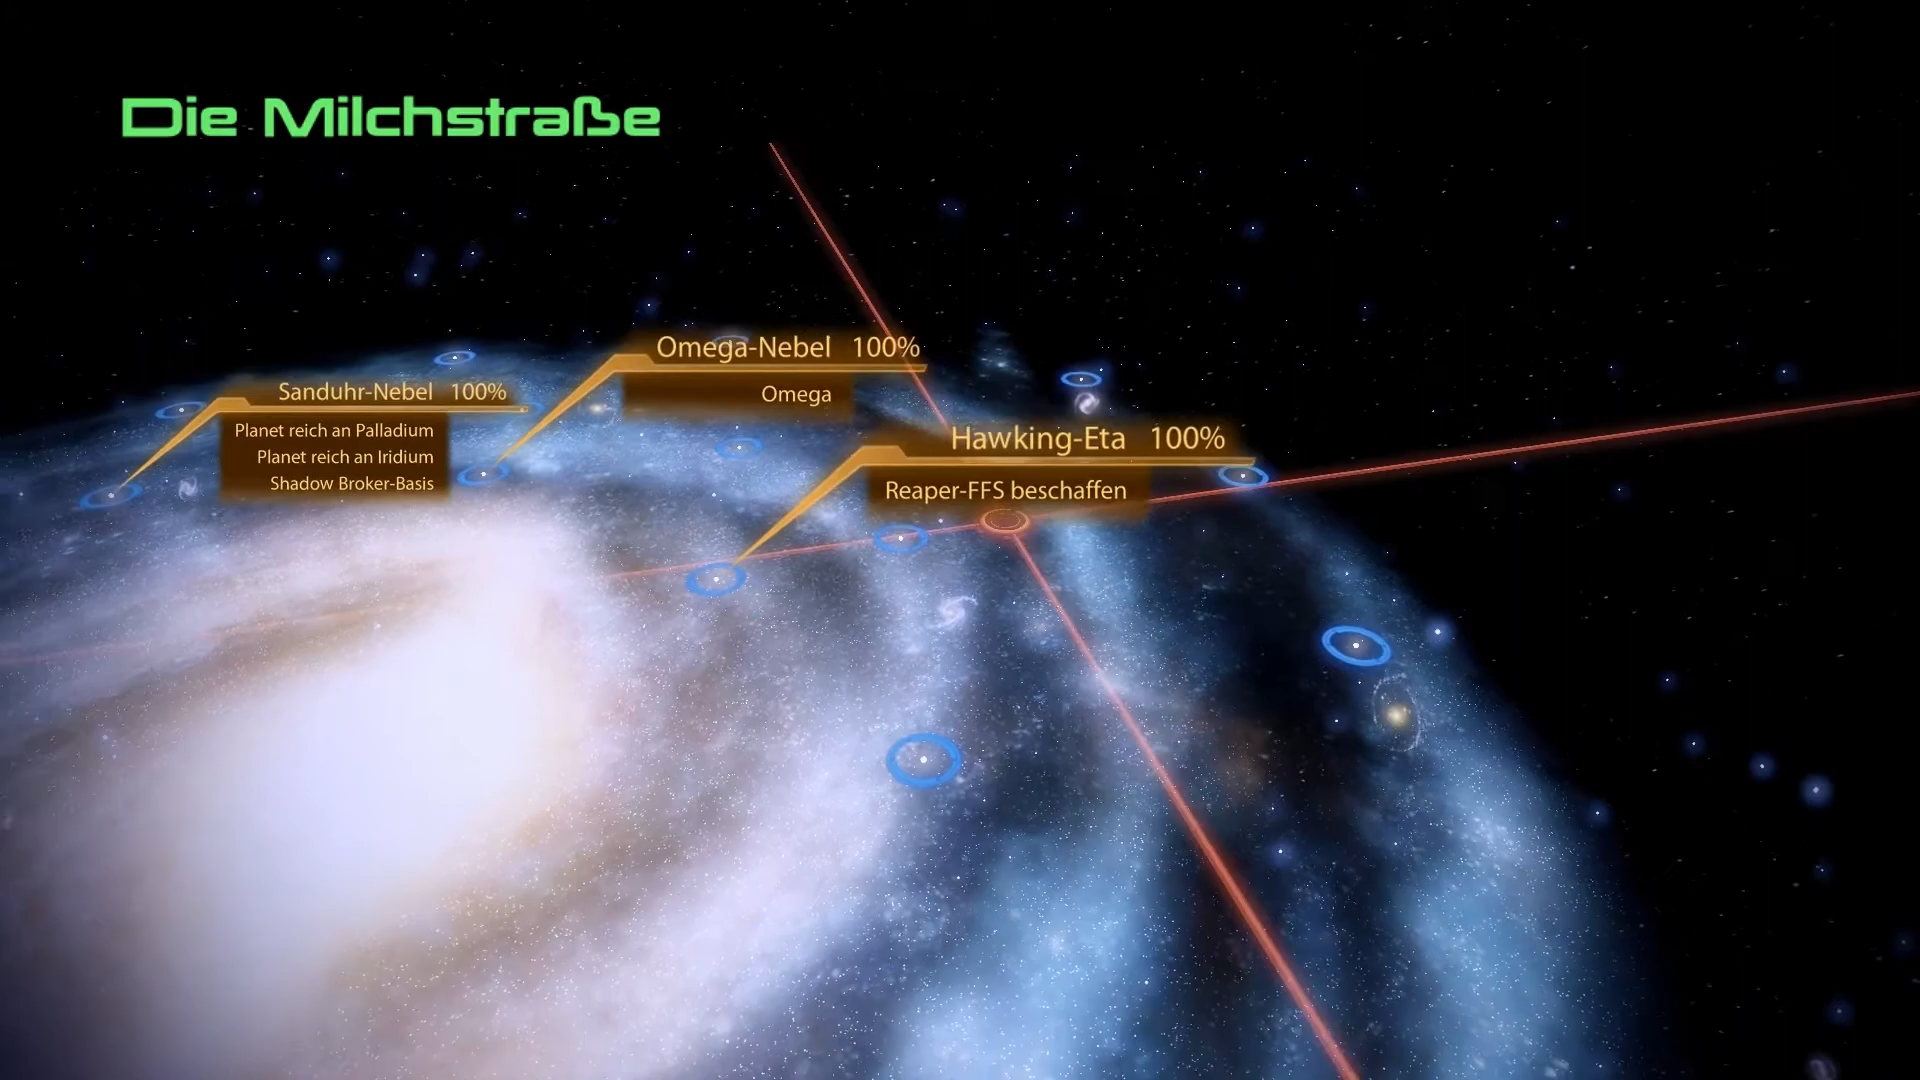 Die Milchstraße
Sanduhr-Nebel 100%
Planet reich an Palladium
Planet reich an Iridium
Shadow Broker-Basis
Omega-Nebel 100%
Omega
Hawking-Eta 100%
Reaper-FFS beschaffen